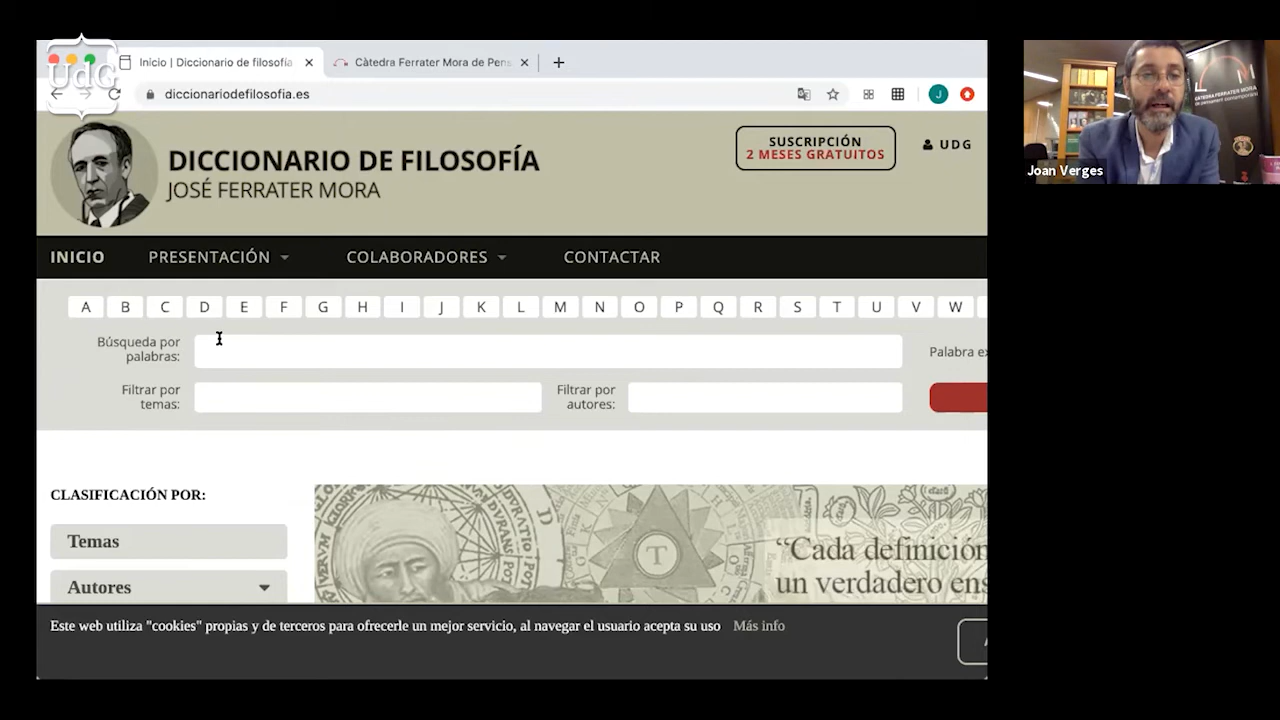 UdG
Inicio | Diccionario de filosofía
Càtedra Ferrater Mora de Pens
diccionariodefilosofia.es
J
DICCIONARIO DE FILOSOFÍA
JOSÉ FERRATER MORA
SUSCRIPCIÓN
2 MESES GRATUITOS
UDG
INICIO PRESENTACIÓN COLABORADORES CONTACTAR
A B C D E F G H I J K L M N O P Q R S T U V W
Búsqueda por
palabras:
Palabra ex
Filtrar por
temas:
Filtrar por
autores:
CLASIFICACIÓN POR:
Temas
Autores
T
“Cada definición
un verdadero ens
Este web utiliza "cookies" propias y de terceros para ofrecerle un mejor servicio, al navegar el usuario acepta su uso Más info
CÀTEDRA FERRATER MORA
Joan Verges